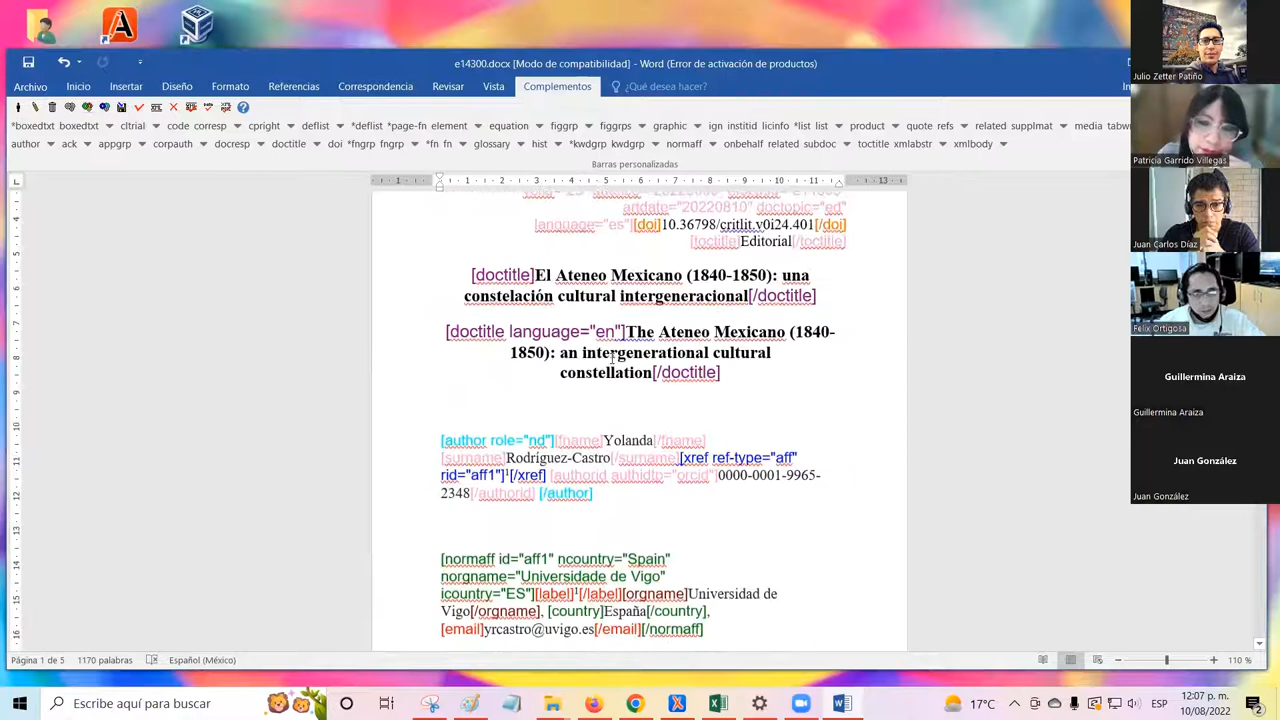 e14300.docx [Modo de compatibilidad] - Word (Error de activación de productos)
Archivo Inicio Insertar Diseño Formato Referencias Correspondencia Revisar Vista Complementos ¿Qué desea hacer?
*boxedtxt boxedtxt cltrial code corresp cpright deflist *deflist *page-fn element equation figgrp figgrps graphic ign institid licinfo *list list product quote refs related supplmat media tabw
author ack appgrp corpauth docresp doctitle doi *fngrp fngrp *fn fn glossary hist *kwdgrp kwdgrp normaff onbehalf related subdoc toctitle xmlabstr xmlbody
Barras personalizadas
artdate="20220810" doctopic="ed"
language="es"][doi]10.36798/critlit.v0i24.401[/doi]
[toctitle]Editorial[/toctitle]
[doctitle]El Ateneo Mexicano (1840-1850): una
constelación cultural intergeneracional[/doctitle]
[doctitle language="en"]The Ateneo Mexicano (1840-
1850): an intergenerational cultural
constellation[/doctitle]
[author role="nd"][fname]Yolanda[/fname]
[surname]Rodríguez-Castro[/surname][xref ref-type="aff"
rid="aff1"]¹[/xref] [authorid authidtp="orcid"]0000-0001-9965-
2348[/authorid] [/author]
[normaff id="aff1" ncountry="Spain"
norgname="Universidade de Vigo"
icountry="ES"][label]¹[/label][orgname]Universidad de
Vigo[/orgname], [country]España[/country],
[email]yrcastro@uvigo.es[/email][/normaff]
Página 1 de 5 1170 palabras Español (México) 110 %
Escribe aquí para buscar
17°C ESP 12:07 p. m.
10/08/2022
2
Julio Zetter Patiño
Patricia Garrido Villegas
Juan Carlos Díaz
Felix Ortigosa
Guillermina Araiza
Guillermina Araiza
Juan González
Juan González